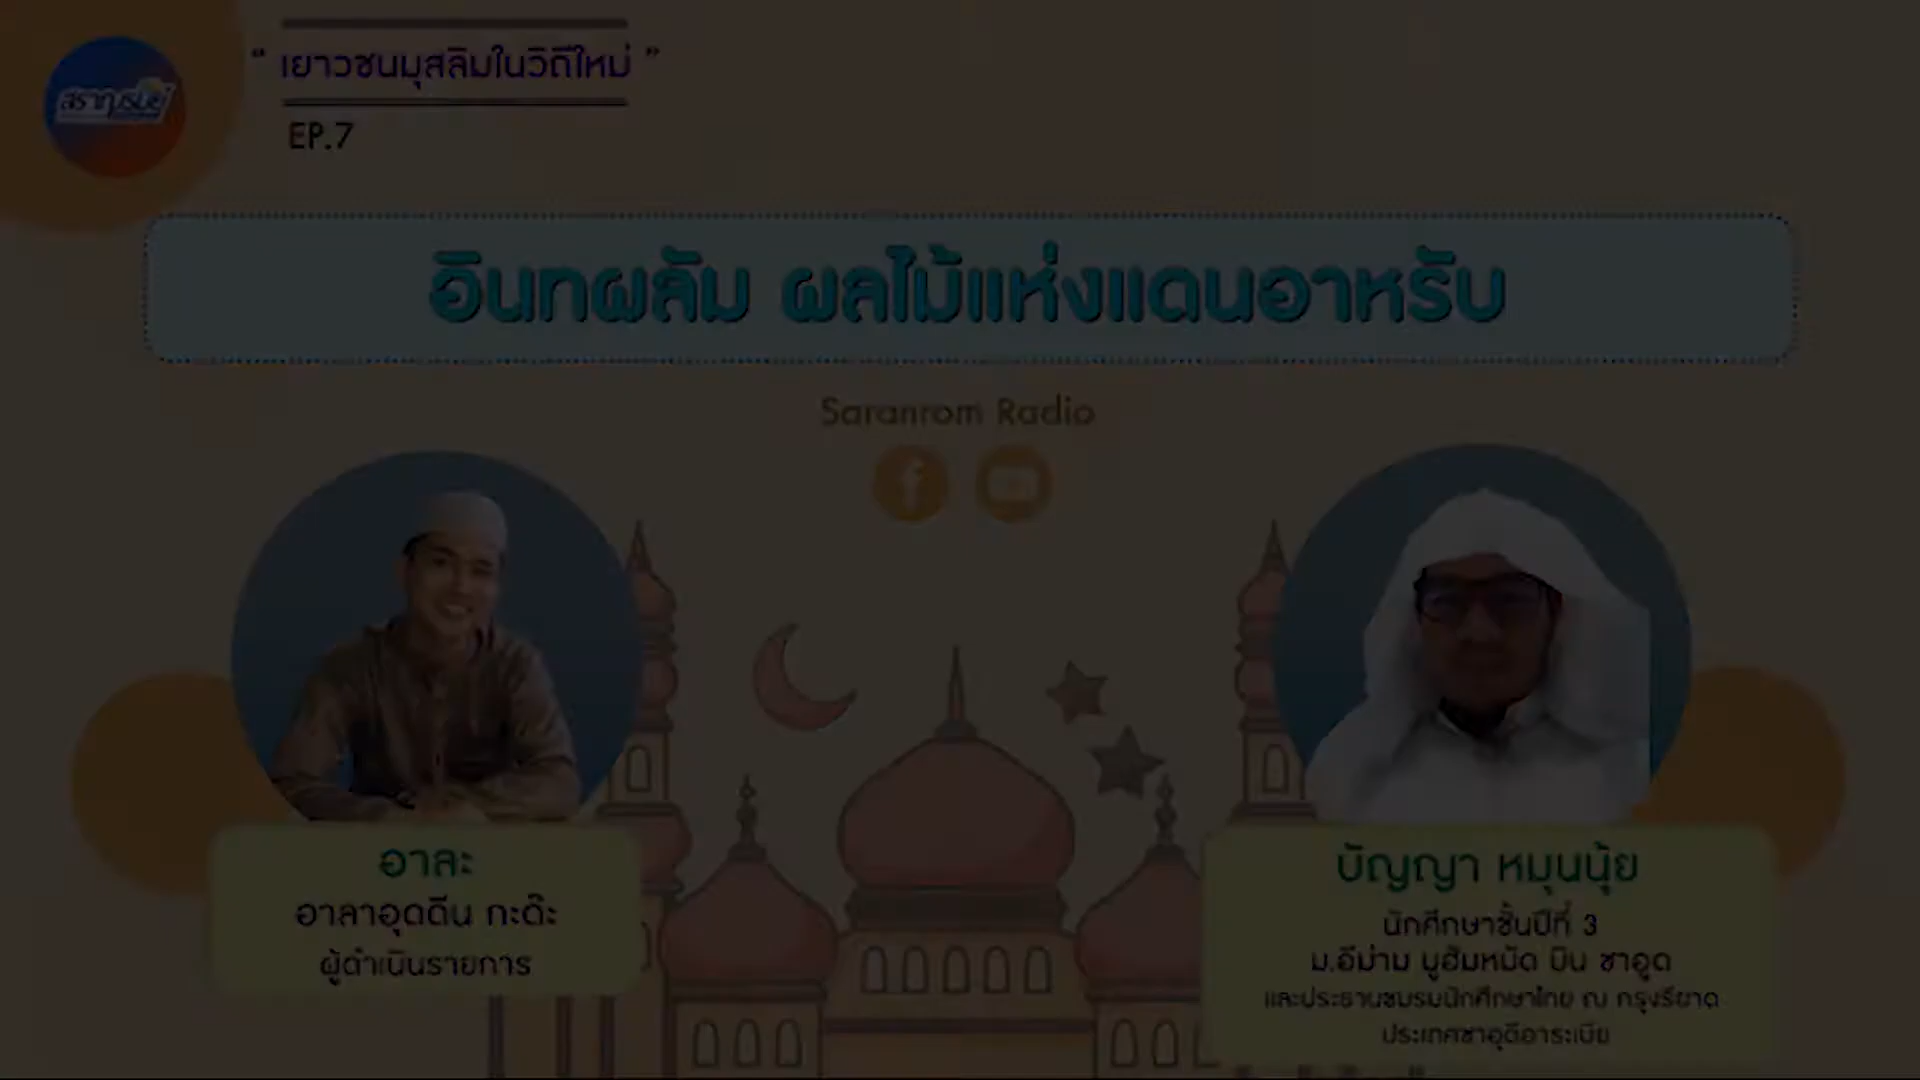 สราญรมย์
“ เยาวชนมุสลิมในวิถีใหม่ ”
EP.7
อินทผลัม ผลไม้แห่งแดนอาหรับ
Saranrom Radio
อาละ
อาลาอุดดีน กะด๊ะ
ผู้ดำเนินรายการ
บัญญา หมุนนุ้ย
นักศึกษาชั้นปีที่ 3
ม.อีม่าม มูฮัมหมัด บิน ซาอูด
และประธานชมรมนักศึกษาไทย ณ กรุงรียาด
ประเทศซาอุดีอาระเบีย